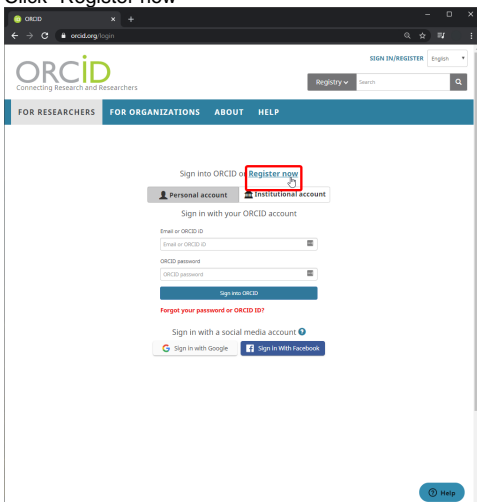 Click "Register now"
ORCID
orcid.org/login
SIGN IN/REGISTER English
ORCID
Connecting Research and Researchers
Registry Search
FOR RESEARCHERS FOR ORGANIZATIONS ABOUT HELP
Sign into ORCID or Register now
Personal account Institutional account
Sign in with your ORCID account
Email or ORCID iD
Email or ORCID iD
ORCID password
ORCID password
Sign into ORCID
Forgot your password or ORCID ID?
Sign in with a social media account ?
Sign in with Google Sign in With Facebook
Help